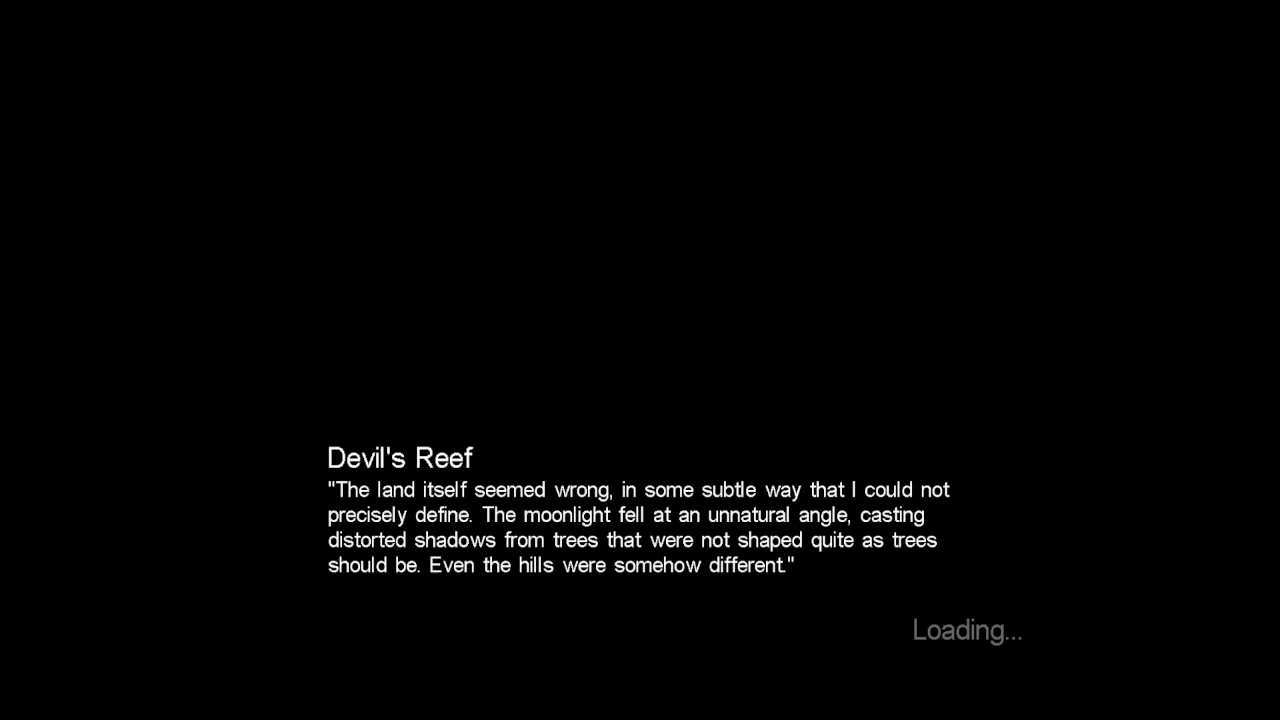 Devil's Reef
"The land itself seemed wrong, in some subtle way that I could not
precisely define. The moonlight fell at an unnatural angle, casting
distorted shadows from trees that were not shaped quite as trees
should be. Even the hills were somehow different."
Loading...